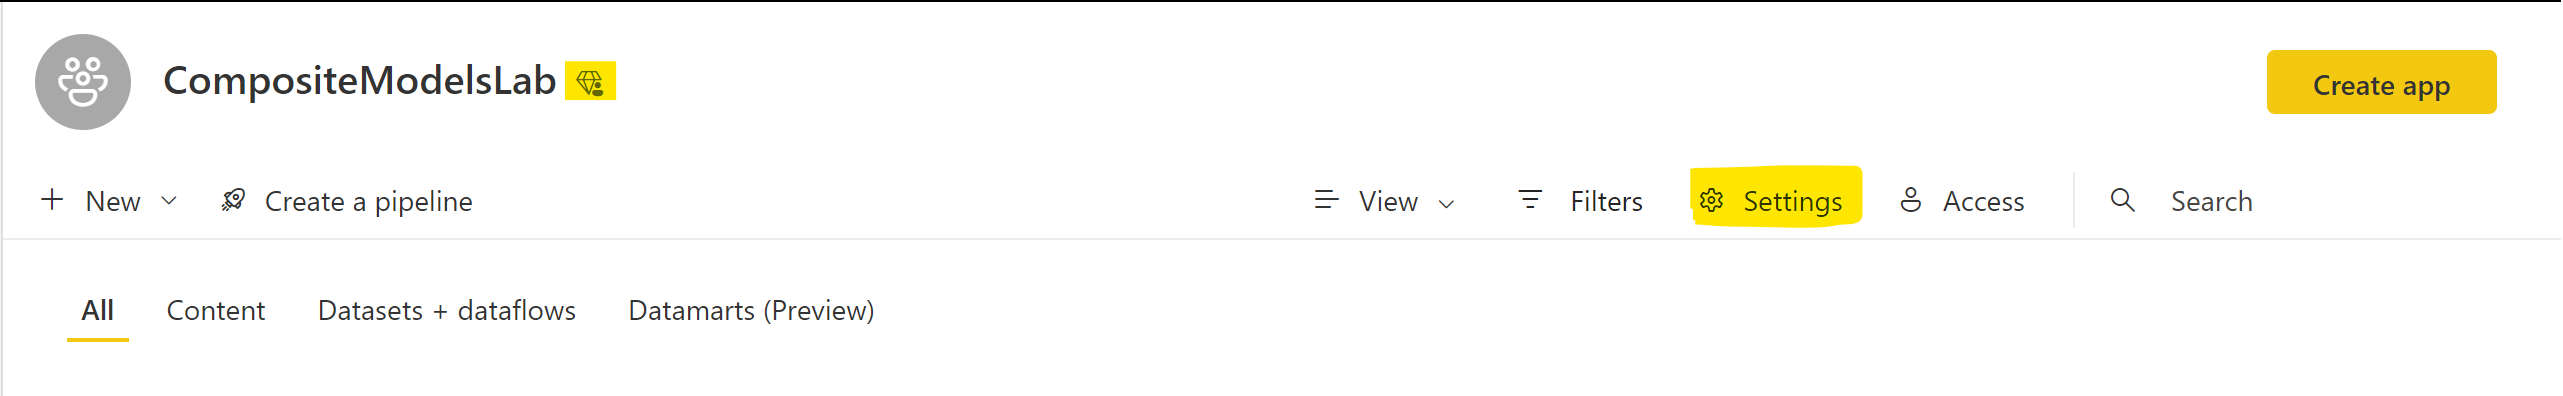 CompositeModelsLab
Create app
New
Create a pipeline
View
Filters
Settings
Access
Search
All
Content
Datasets + dataflows
Datamarts (Preview)